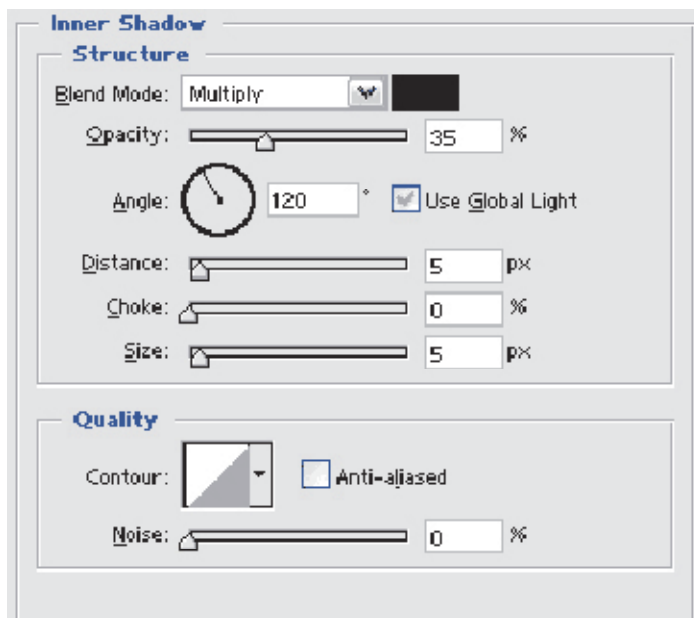 Inner Shadow
Structure
Blend Mode: Multiply
Opacity: 35 %
Angle: 120 ° Use Global Light
Distance: 5 px
Choke: 0 %
Size: 5 px
Quality
Contour: Anti-aliased
Noise: 0 %